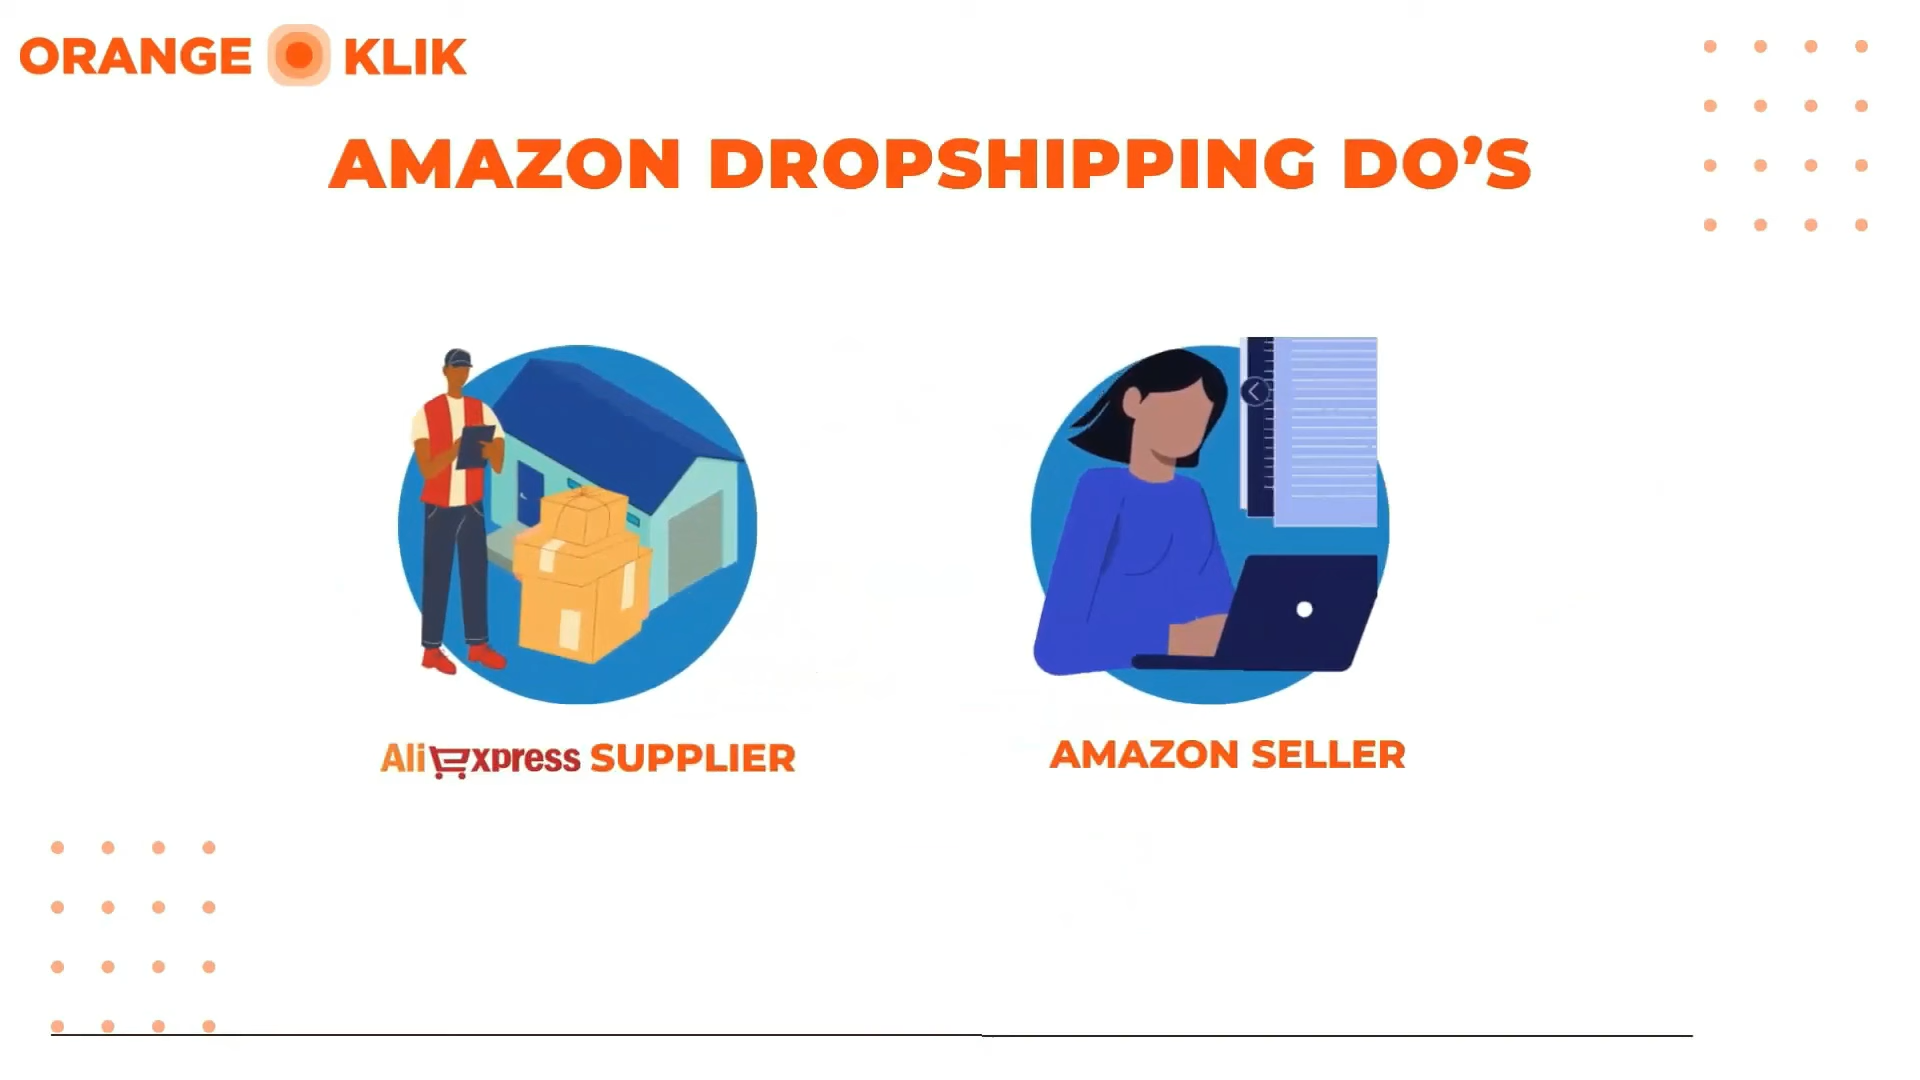 ORANGE KLIK
AMAZON DROPSHIPPING DO’S
AliExpress SUPPLIER
AMAZON SELLER